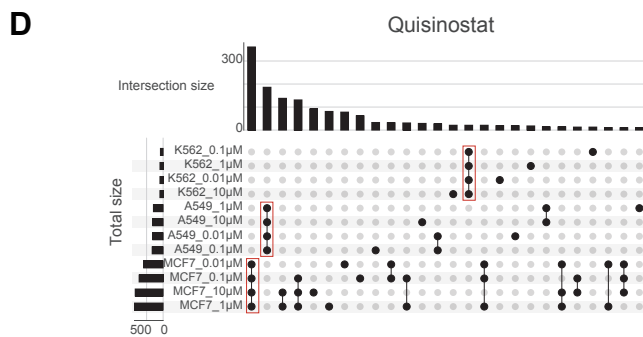 D
Quisinostat
300
Intersection size
0
K562_0.1µM
K562_1µM
K562_0.01µM
K562_10µM
A549_1µM
A549_10µM
A549_0.01µM
A549_0.1µM
MCF7_0.01µM
MCF7_0.1µM
MCF7_10µM
MCF7_1µM
Total size
500 0